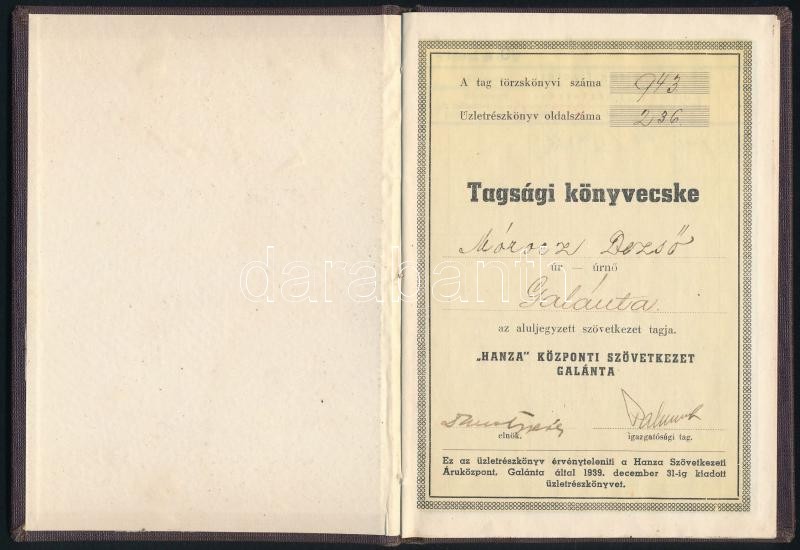 A tag törzskönyvi száma 943
Üzletrészkönyv oldalszáma 236
Tagsági könyvecske
Mórocz Dezső
úr — úrnő
Galánta.
az aluljegyzett szövetkezet tagja.
„HANZA" KÖZPONTI SZÖVETKEZET
GALÁNTA
elnök. igazgatósági tag.
Ez az üzletrészkönyv érvényteleníti a Hanza Szövetkezeti
Áruközpont, Galánta által 1939. december 31-ig kiadott
üzletrészkönyvet.
darabanth